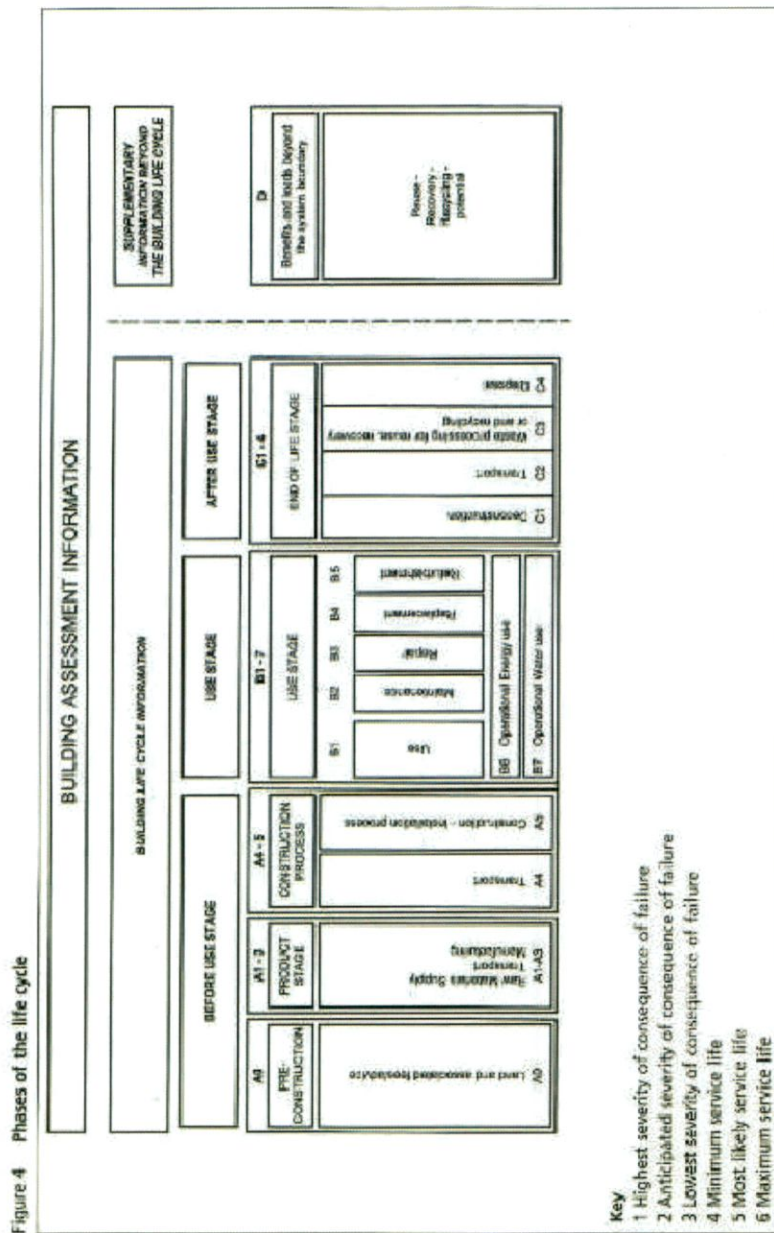 Figure 4 Phases of the life cycle
BUILDING ASSESSMENT INFORMATION
BUILDING LIFE CYCLE INFORMATION
SUPPLEMENTARY
INFORMATION BEYOND
THE BUILDING LIFE CYCLE
BEFORE USE STAGE
USE STAGE
AFTER USE STAGE
A0
PRE-
CONSTRUCTION
Land and associated fees/advice
A0
A1 - 3
PRODUCT
STAGE
Raw Materials Supply
Transport
Manufacturing
A1-A3
A4 - 5
CONSTRUCTION
PROCESS
Transport
A4
Construction - Installation process
A5
B1 - 7
USE STAGE
B1
Use
B2
Maintenance
B3
Repair
B4
Replacement
B5
Refurbishment
B6 Operational Energy use
B7 Operational Water use
END OF LIFE STAGE
Deconstruction
C1
Transport
C2
Waste processing for reuse, recovery
or and recycling
C3
Disposal
C4
D
Benefits and loads beyond
the system boundary
Reuse -
Recovery -
Recycling -
potential
Key
1 Highest severity of consequence of failure
2 Anticipated severity of consequence of failure
3 Lowest severity of consequence of failure
4 Minimum service life
5 Most likely service life
6 Maximum service life